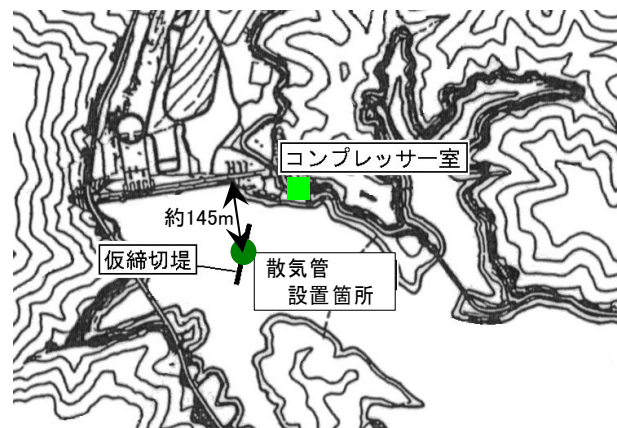 コンプレッサー室
約145m
仮締切堤
散気管
設置箇所